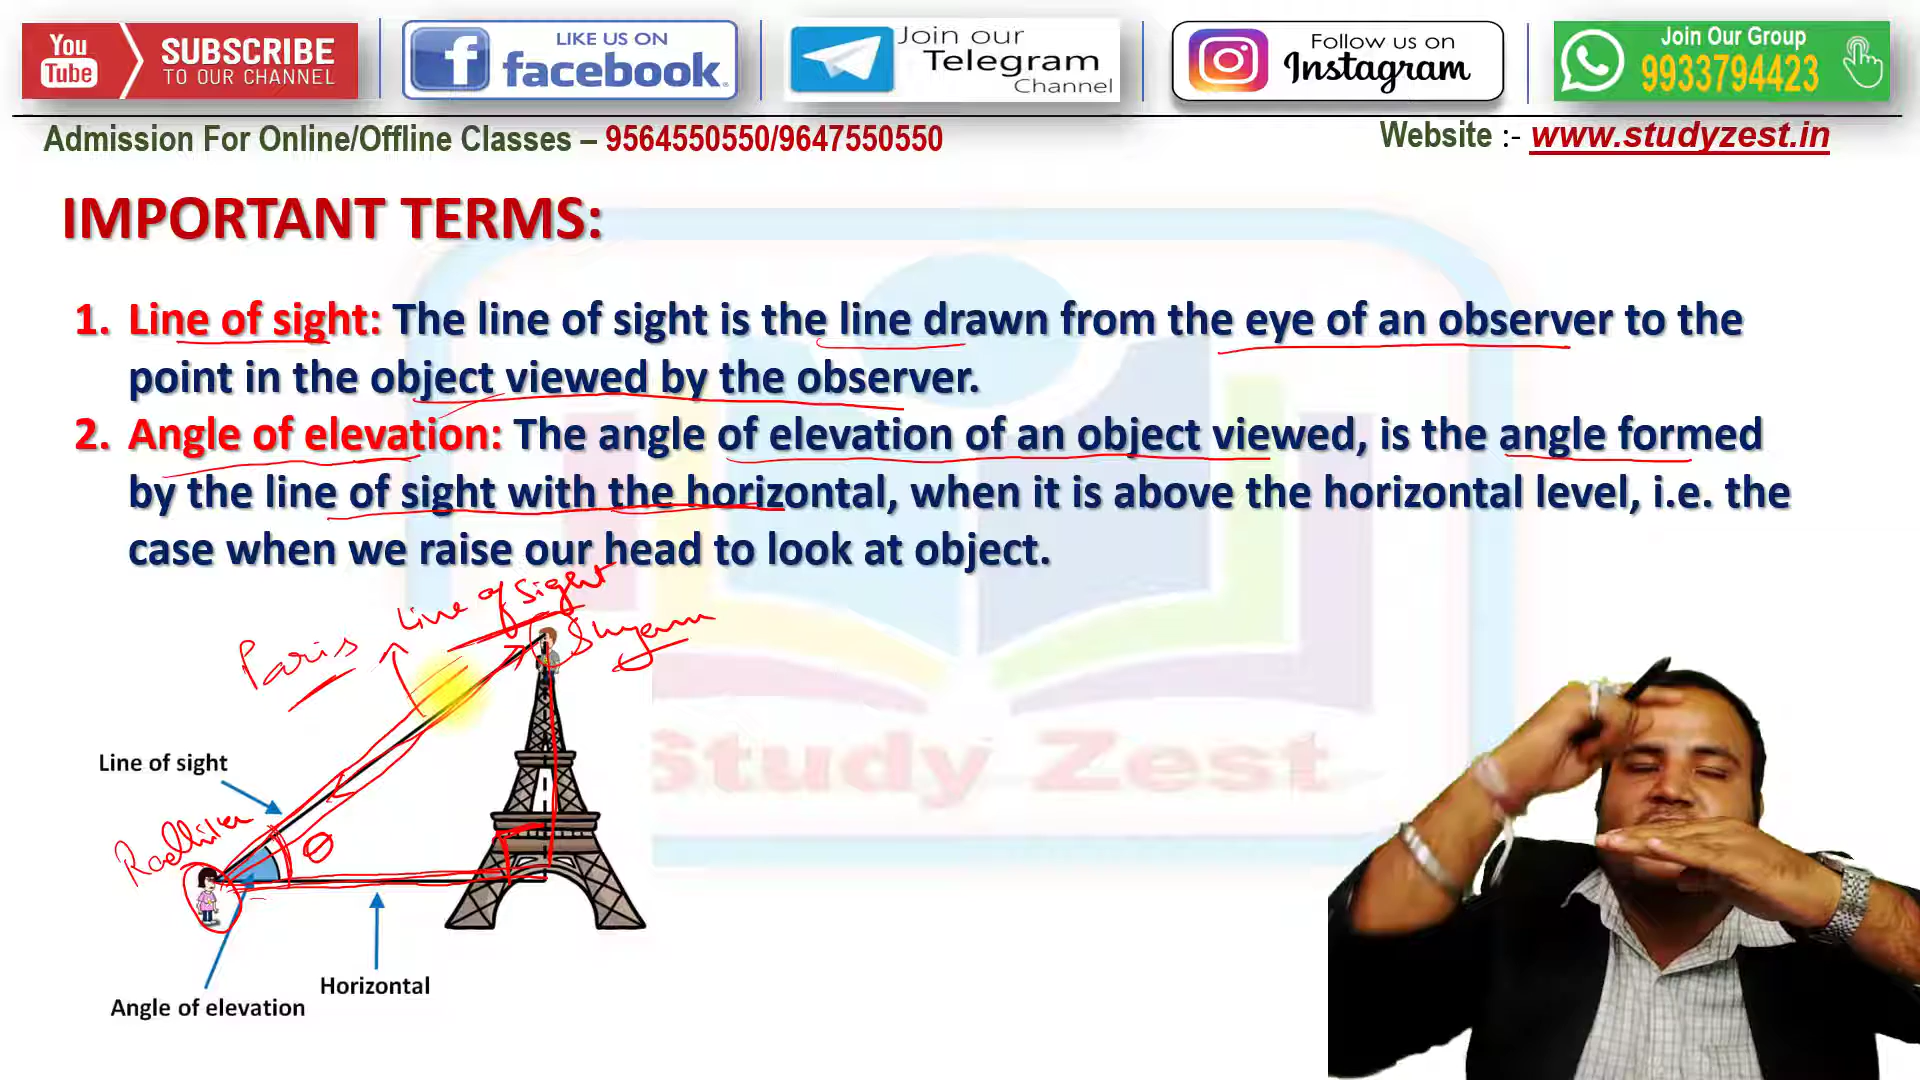 You Tube SUBSCRIBE TO OUR CHANNEL
LIKE US ON facebook.
Join our Telegram Channel
Follow us on Instagram
Join Our Group 9933794423
Admission For Online/Offline Classes – 9564550550/9647550550
Website :- www.studyzest.in
IMPORTANT TERMS:
1. Line of sight: The line of sight is the line drawn from the eye of an observer to the
point in the object viewed by the observer.
2. Angle of elevation: The angle of elevation of an object viewed, is the angle formed
by the line of sight with the horizontal, when it is above the horizontal level, i.e. the
case when we raise our head to look at object.
Line of sight
Paris
Shyam
Study Zest
Line of sight
Radhika
θ
Horizontal
Angle of elevation